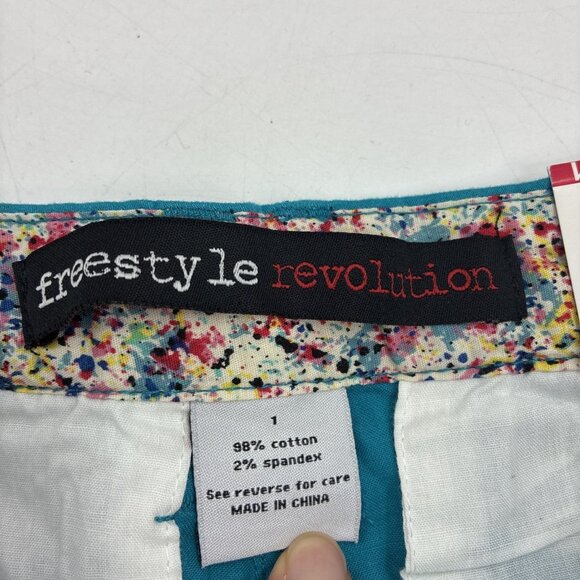 freestyle revolution
1
98% cotton
2% spandex
See reverse for care
MADE IN CHINA